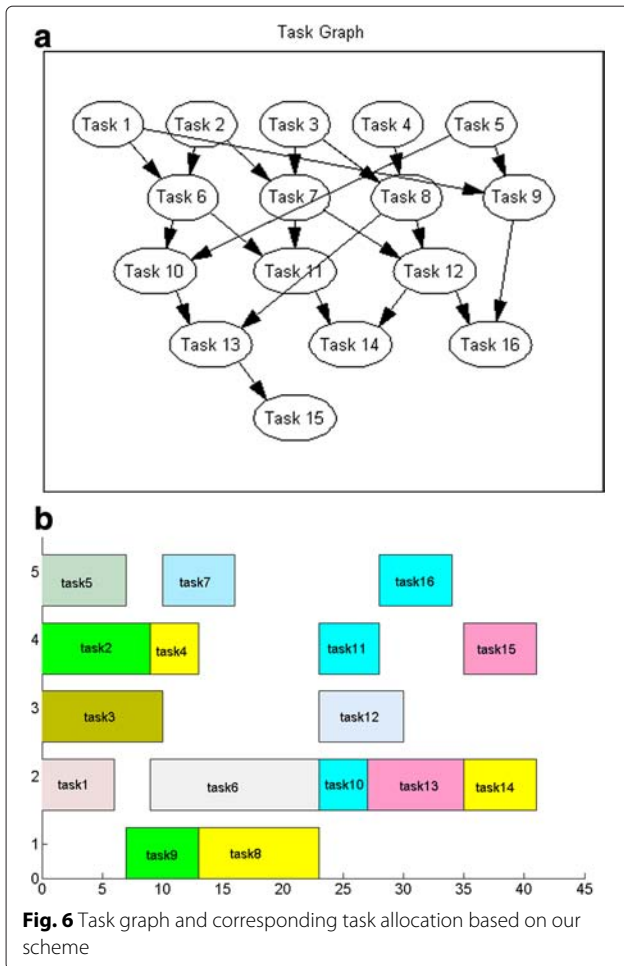 a
Task Graph
Task 1 Task 2 Task 3 Task 4 Task 5
Task 6 Task 7 Task 8 Task 9
Task 10 Task 11 Task 12
Task 13 Task 14 Task 16
Task 15
b
5 task5 task7 task16
4 task2 task4 task11 task15
3 task3 task12
2 task1 task6 task10 task13 task14
1 task9 task8
0
0 5 10 15 20 25 30 35 40 45
Fig. 6 Task graph and corresponding task allocation based on our
scheme